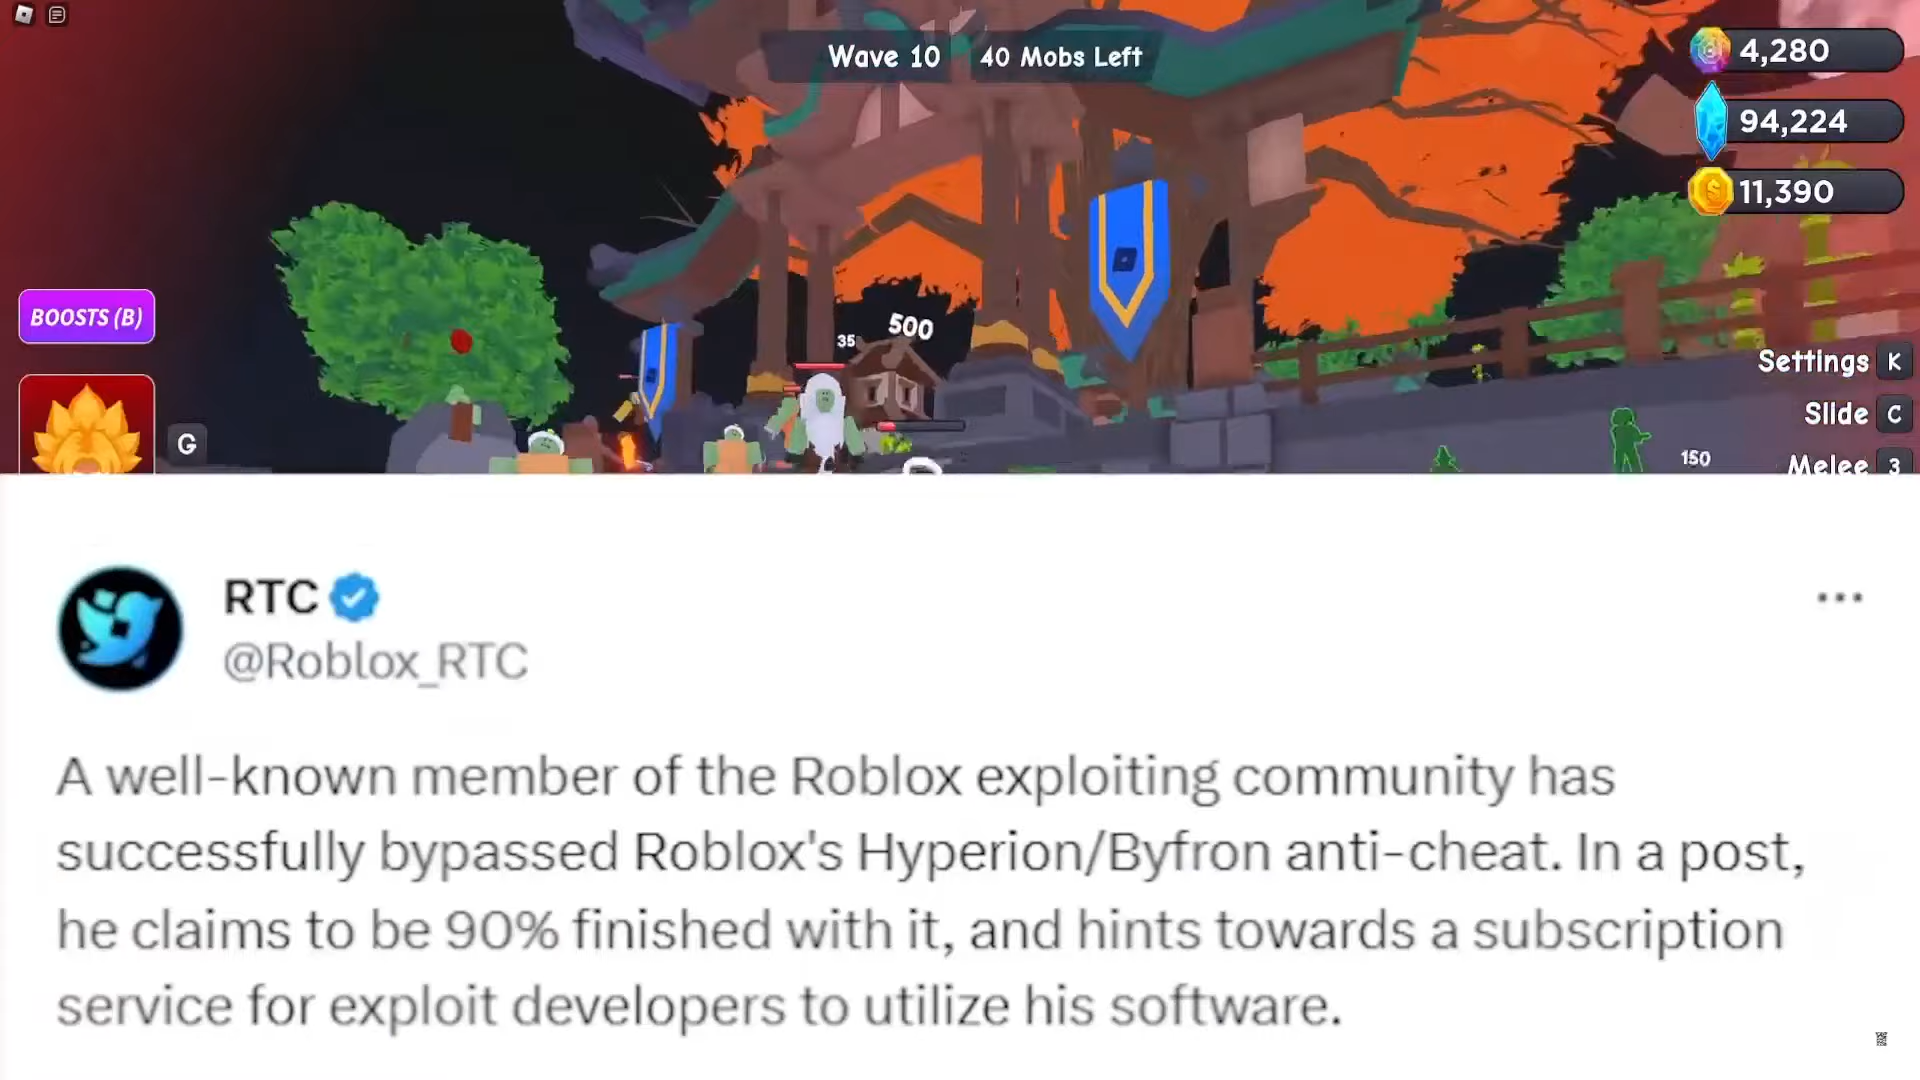 Wave 10 40 Mobs Left
4,280
94,224
11,390
BOOSTS (B)
500
35
Settings K
Slide C
G
150
Melee 3
RTC
@Roblox_RTC
A well-known member of the Roblox exploiting community has
successfully bypassed Roblox's Hyperion/Byfron anti-cheat. In a post,
he claims to be 90% finished with it, and hints towards a subscription
service for exploit developers to utilize his software.